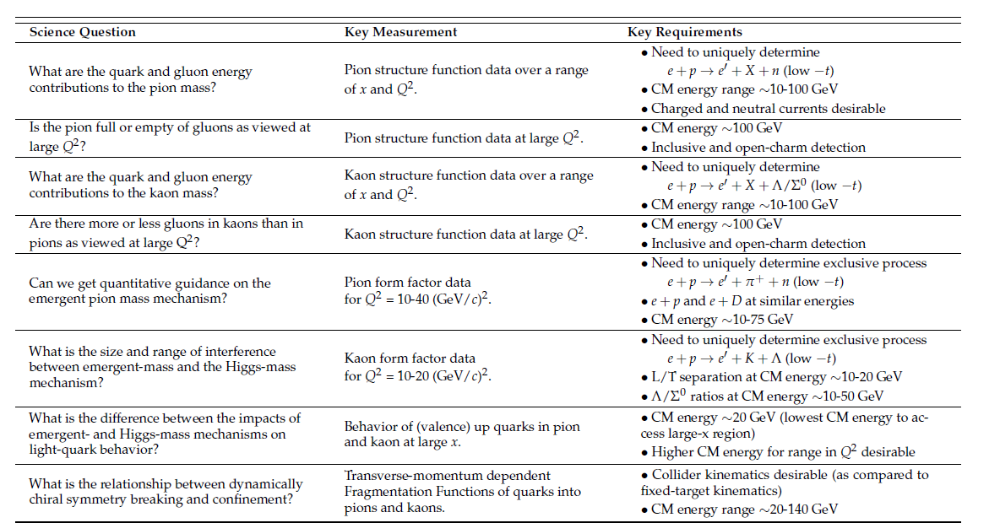 Science Question Key Measurement Key Requirements
What are the quark and gluon energy
contributions to the pion mass?
Pion structure function data over a range
of x and Q².
• Need to uniquely determine
e + p → e′ + X + n (low −t)
• CM energy range ∼10-100 GeV
• Charged and neutral currents desirable
Is the pion full or empty of gluons as viewed at
large Q²?
Pion structure function data at large Q².
• CM energy ∼100 GeV
• Inclusive and open-charm detection
What are the quark and gluon energy
contributions to the kaon mass?
Kaon structure function data over a range
of x and Q².
• Need to uniquely determine
e + p → e′ + X + Λ/Σ⁰ (low −t)
• CM energy range ∼10-100 GeV
Are there more or less gluons in kaons than in
pions as viewed at large Q²?
Kaon structure function data at large Q².
• CM energy ∼100 GeV
• Inclusive and open-charm detection
Can we get quantitative guidance on the
emergent pion mass mechanism?
Pion form factor data
for Q² = 10-40 (GeV/c)².
• Need to uniquely determine exclusive process
e + p → e′ + π⁺ + n (low −t)
• e + p and e + D at similar energies
• CM energy ∼10-75 GeV
What is the size and range of interference
between emergent-mass and the Higgs-mass
mechanism?
Kaon form factor data
for Q² = 10-20 (GeV/c)².
• Need to uniquely determine exclusive process
e + p → e′ + K + Λ (low −t)
• L/T separation at CM energy ∼10-20 GeV
• Λ/Σ⁰ ratios at CM energy ∼10-50 GeV
What is the difference between the impacts of
emergent- and Higgs-mass mechanisms on
light-quark behavior?
Behavior of (valence) up quarks in pion
and kaon at large x.
• CM energy ∼20 GeV (lowest CM energy to ac-
cess large-x region)
• Higher CM energy for range in Q² desirable
What is the relationship between dynamically
chiral symmetry breaking and confinement?
Transverse-momentum dependent
Fragmentation Functions of quarks into
pions and kaons.
• Collider kinematics desirable (as compared to
fixed-target kinematics)
• CM energy range ∼20-140 GeV